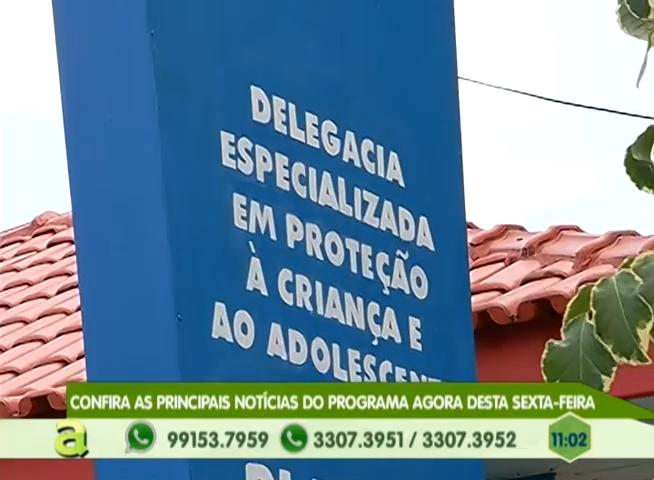 DELEGACIA
ESPECIALIZADA
EM PROTEÇÃO
À CRIANÇA E
AO ADOLESCENT
CONFIRA AS PRINCIPAIS NOTÍCIAS DO PROGRAMA AGORA DESTA SEXTA-FEIRA
a 99153.7959 3307.3951 / 3307.3952 11:02